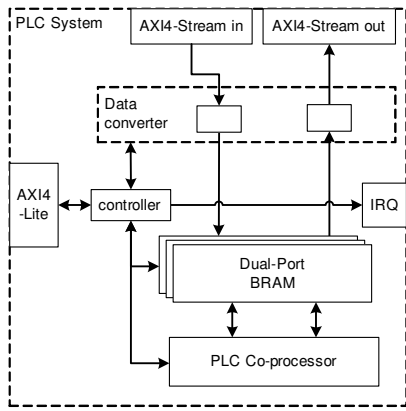 PLC System
AXI4-Stream in
AXI4-Stream out
Data
converter
AXI4
-Lite
controller
IRQ
Dual-Port
BRAM
PLC Co-processor